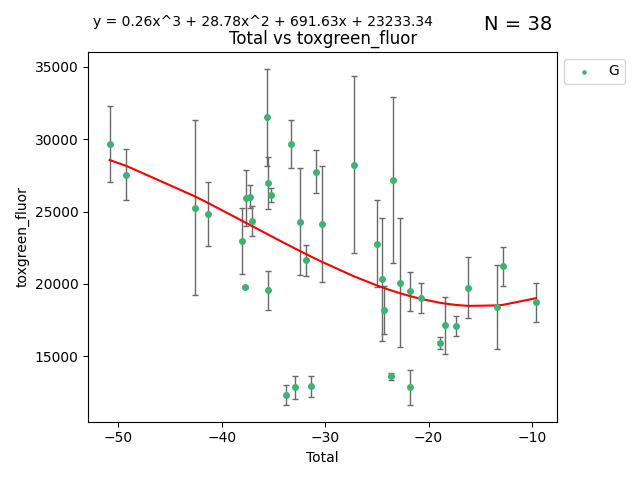 y = 0.26x^3 + 28.78x^2 + 691.63x + 23233.34
N = 38
Total vs toxgreen_fluor
G
35000
30000
25000
20000
15000
toxgreen_fluor
−50
−40
−30
−20
−10
Total